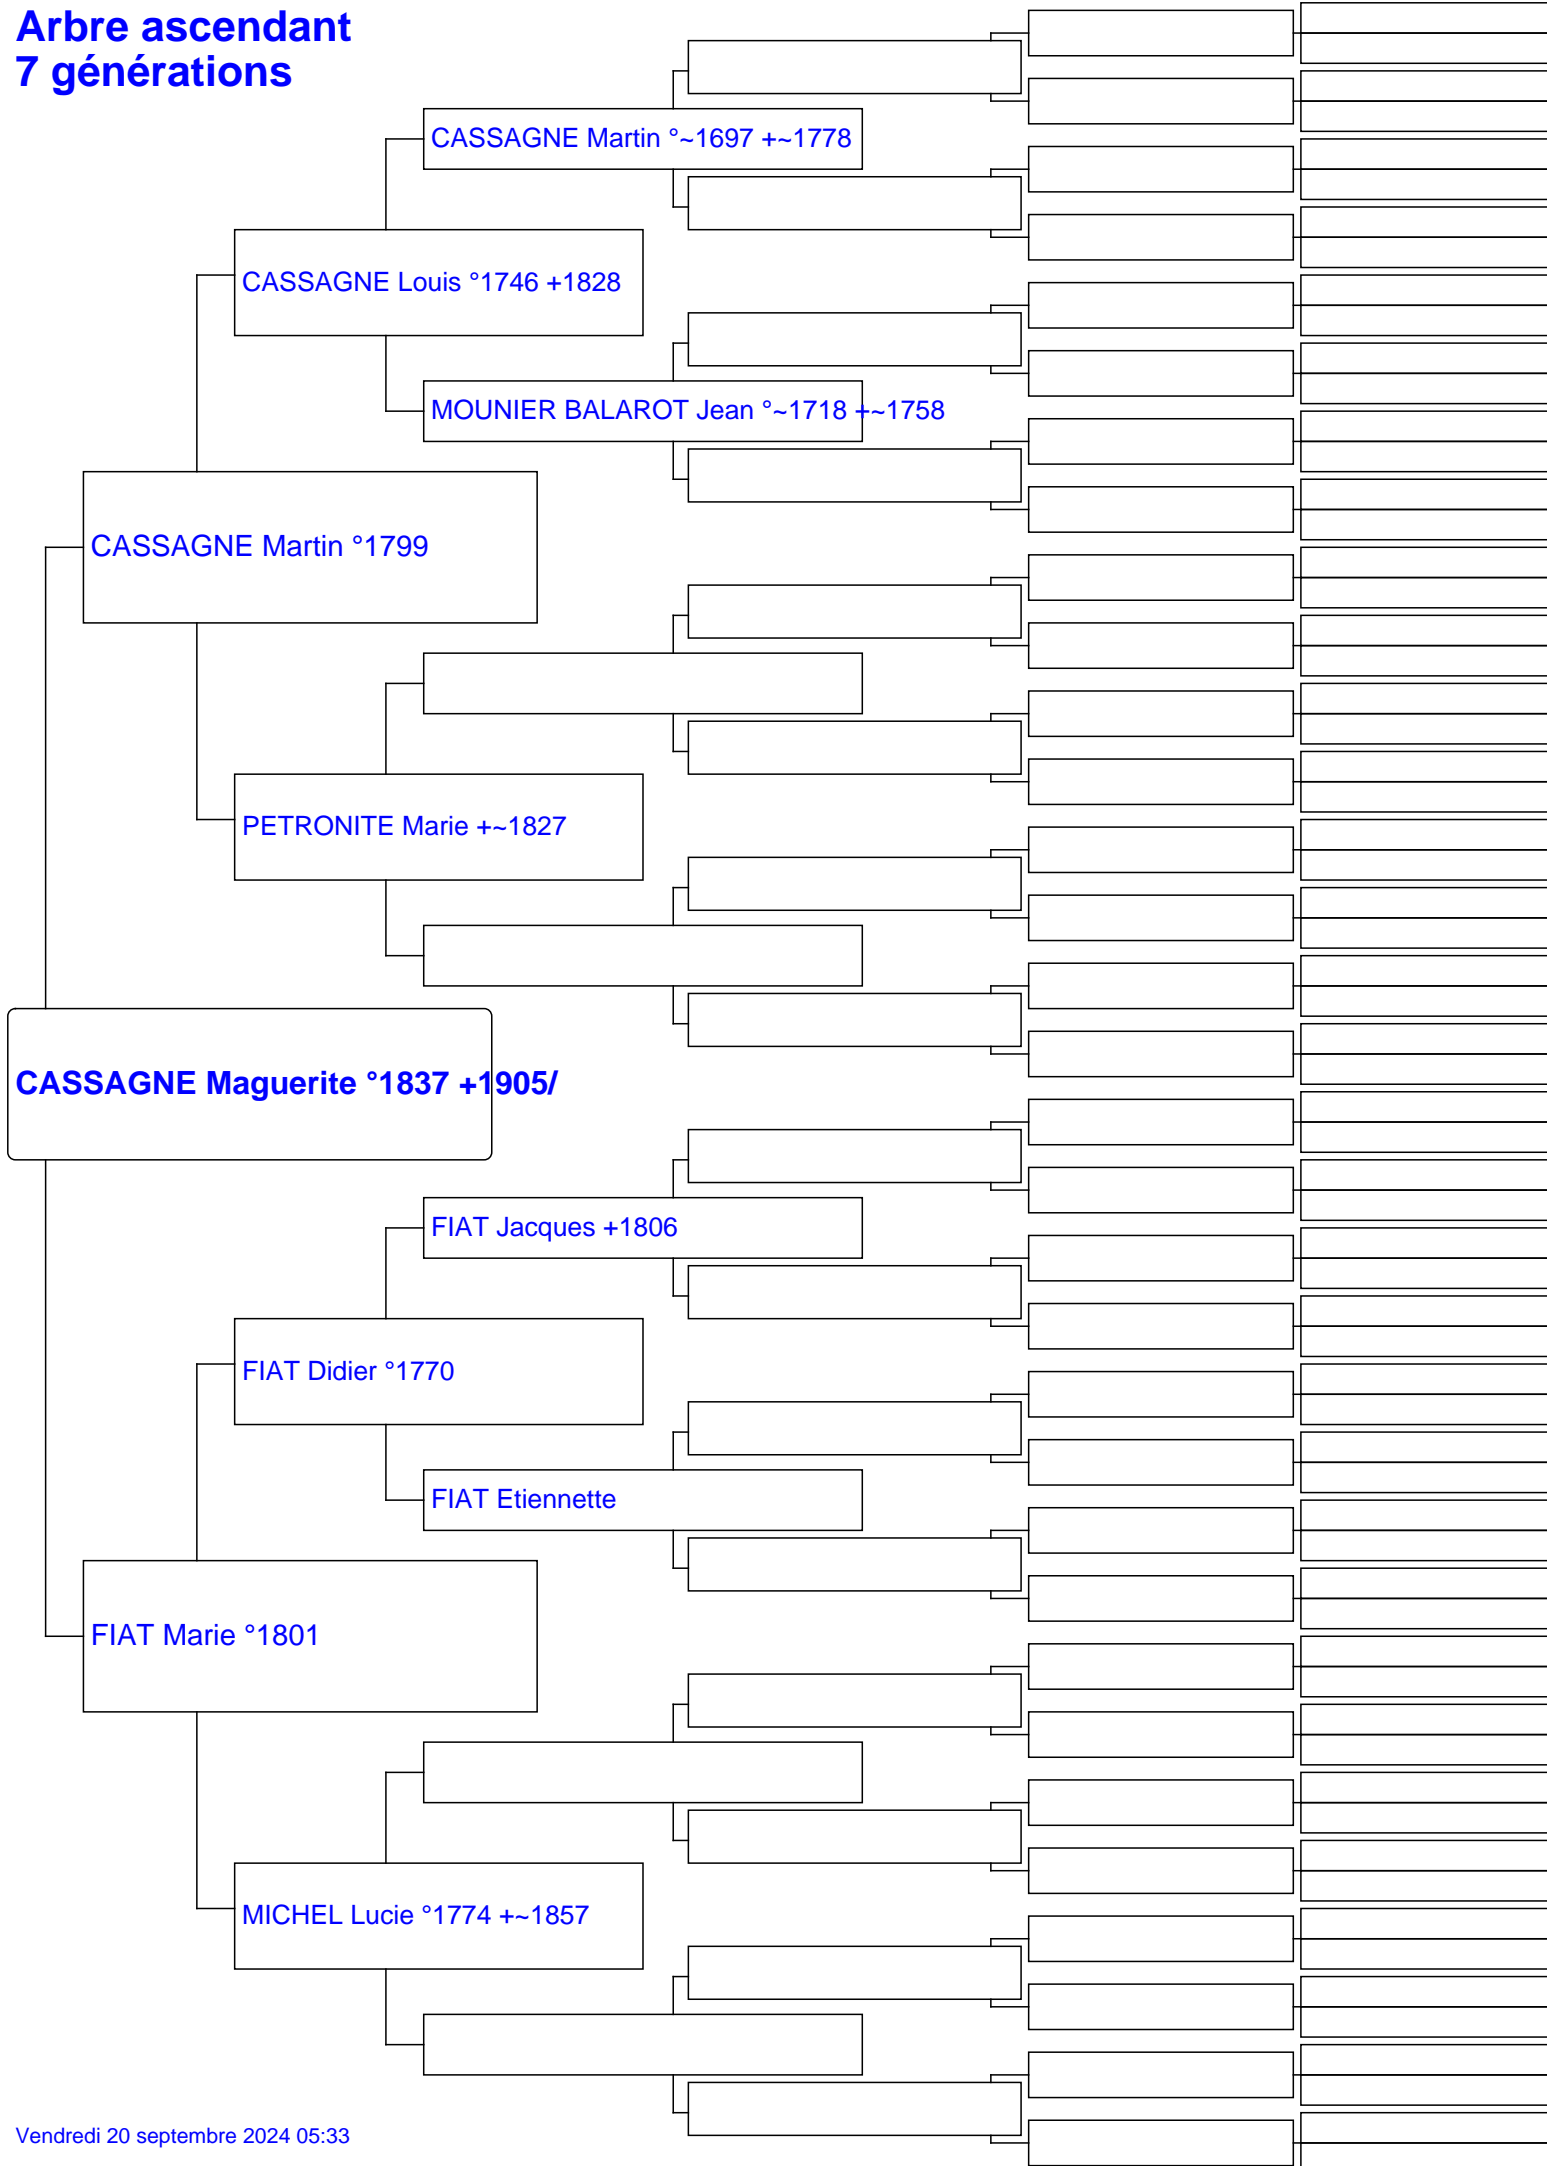 Arbre ascendant
7 générations
CASSAGNE Martin °~1697 +~1778
CASSAGNE Louis °1746 +1828
MOUNIER BALAROT Jean °~1718 +~1758
CASSAGNE Martin °1799
PETRONITE Marie +~1827
CASSAGNE Maguerite °1837 +1905/
FIAT Jacques +1806
FIAT Didier °1770
FIAT Etiennette
FIAT Marie °1801
MICHEL Lucie °1774 +~1857
Vendredi 20 septembre 2024 05:33